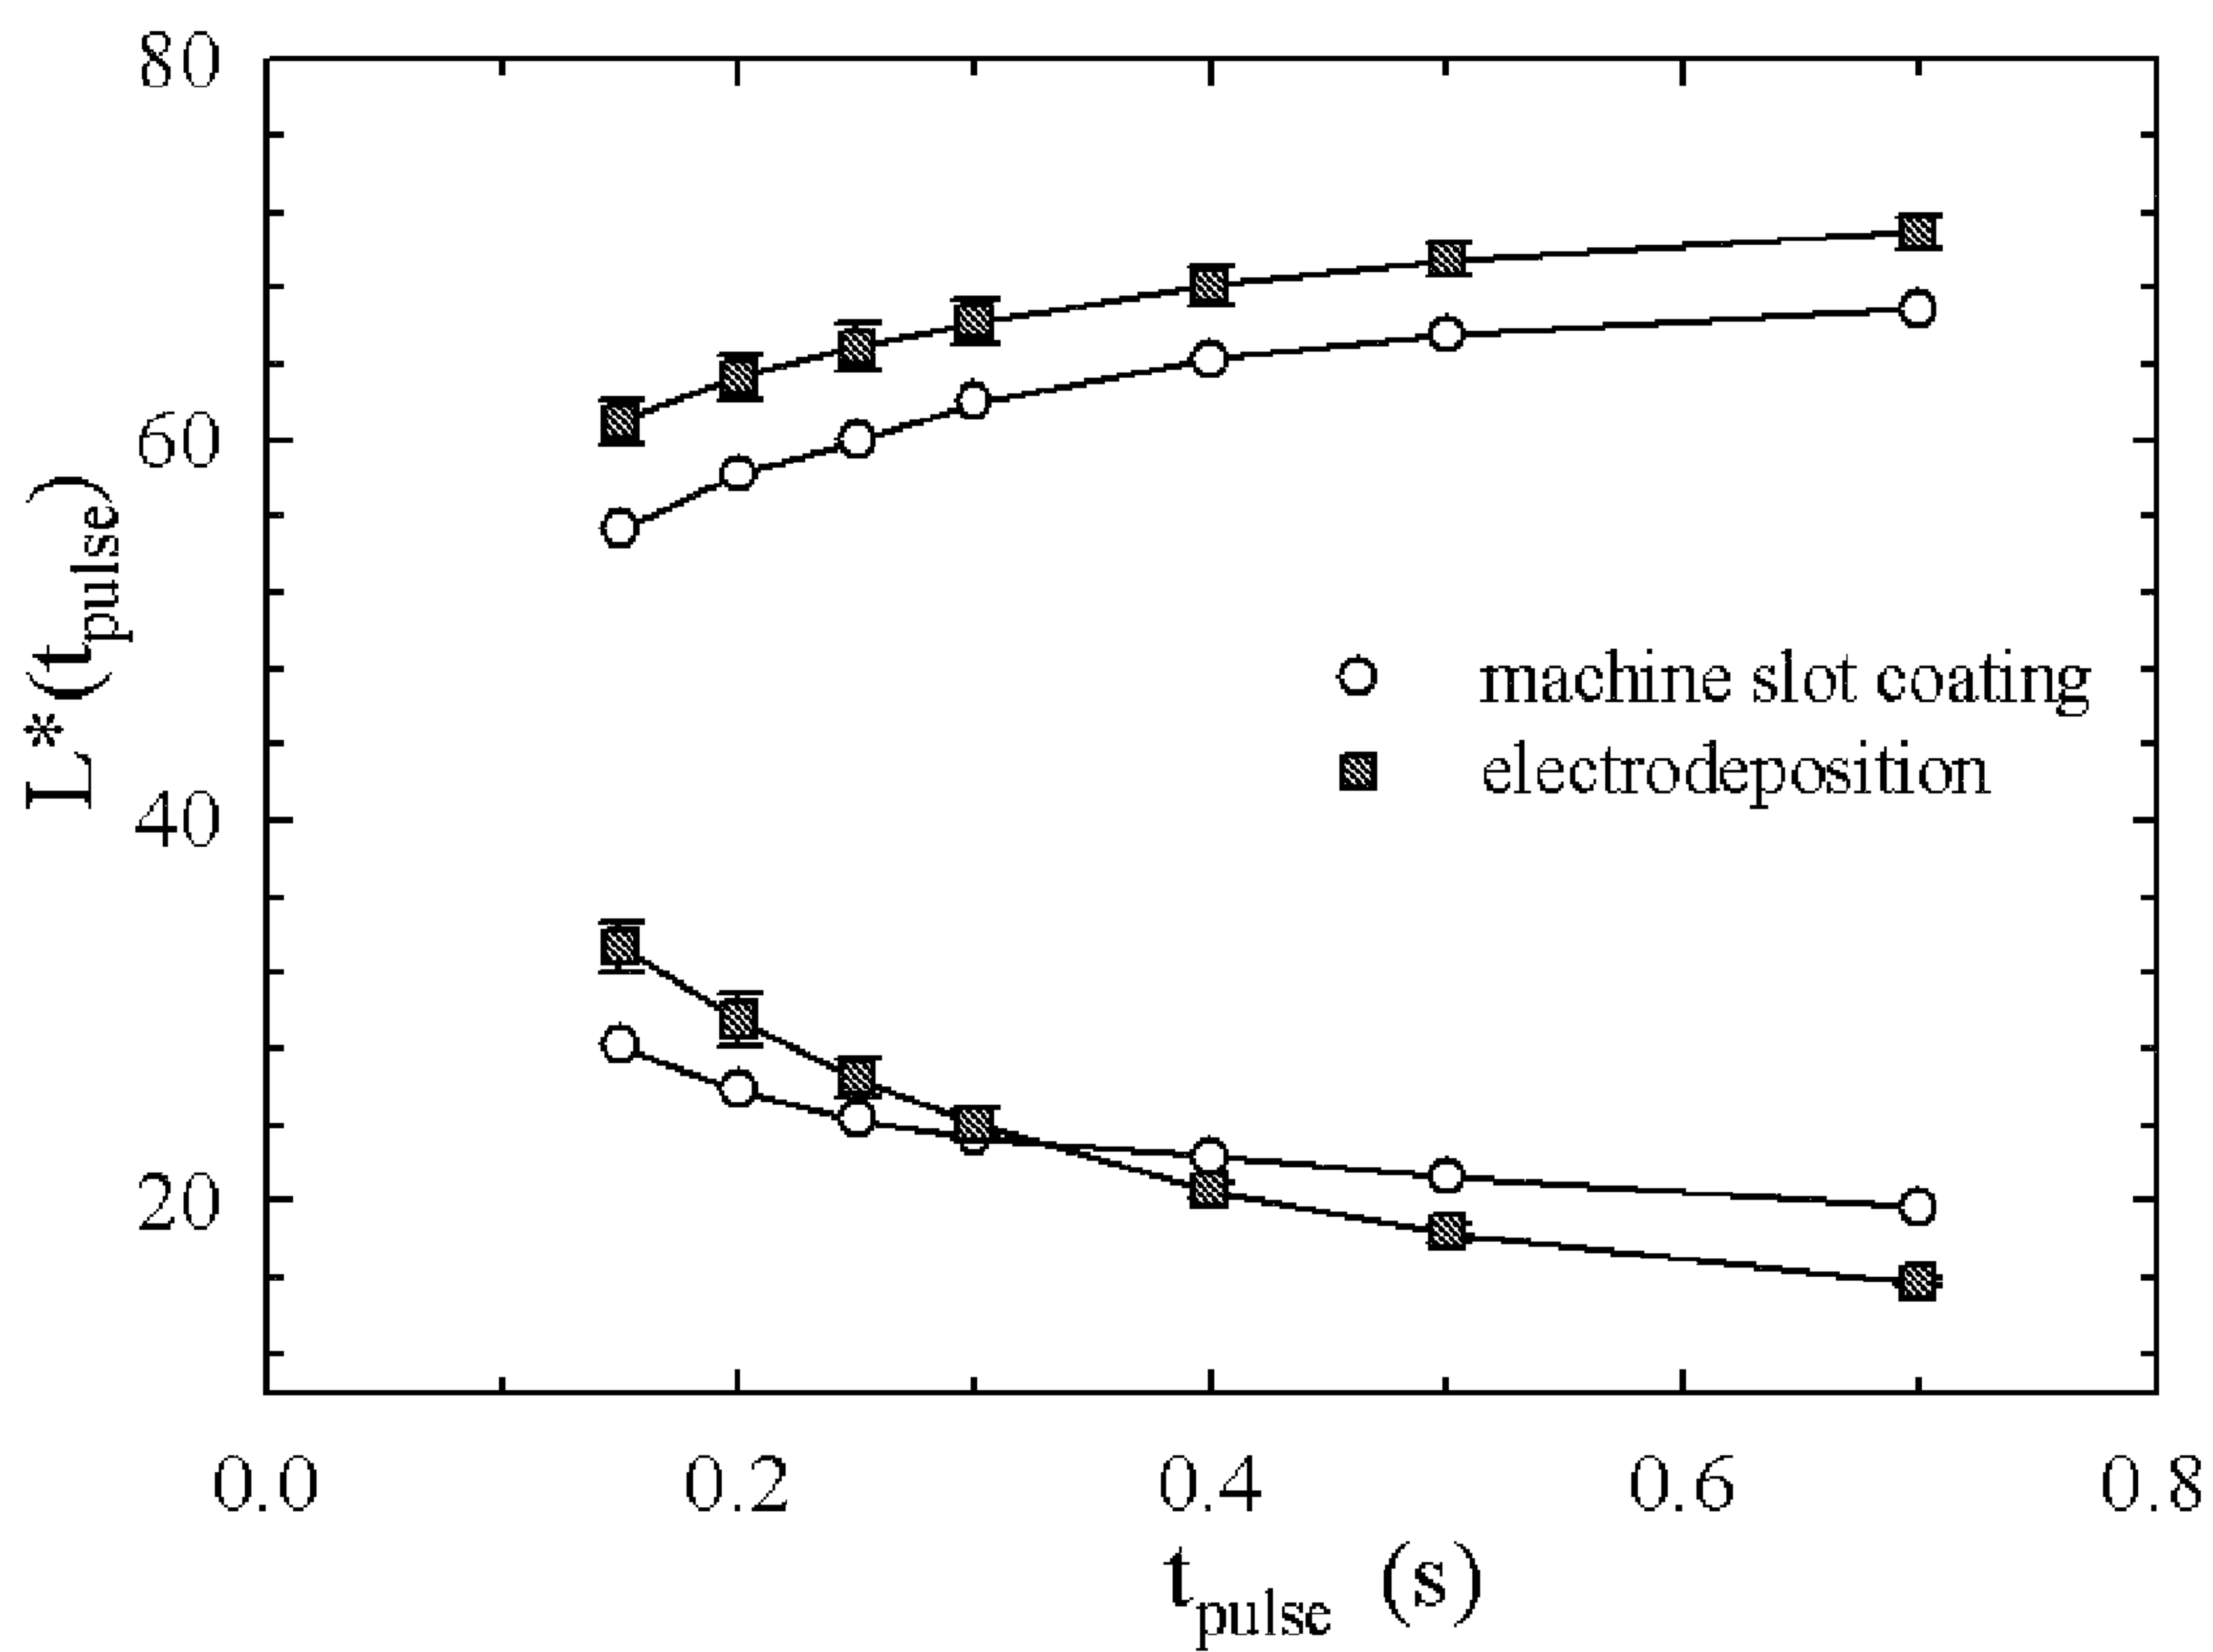 80
60
40
20
L*(tpulse)
machine slot coating
electrodeposition
0.0 0.2 0.4 0.6 0.8
tpulse (s)